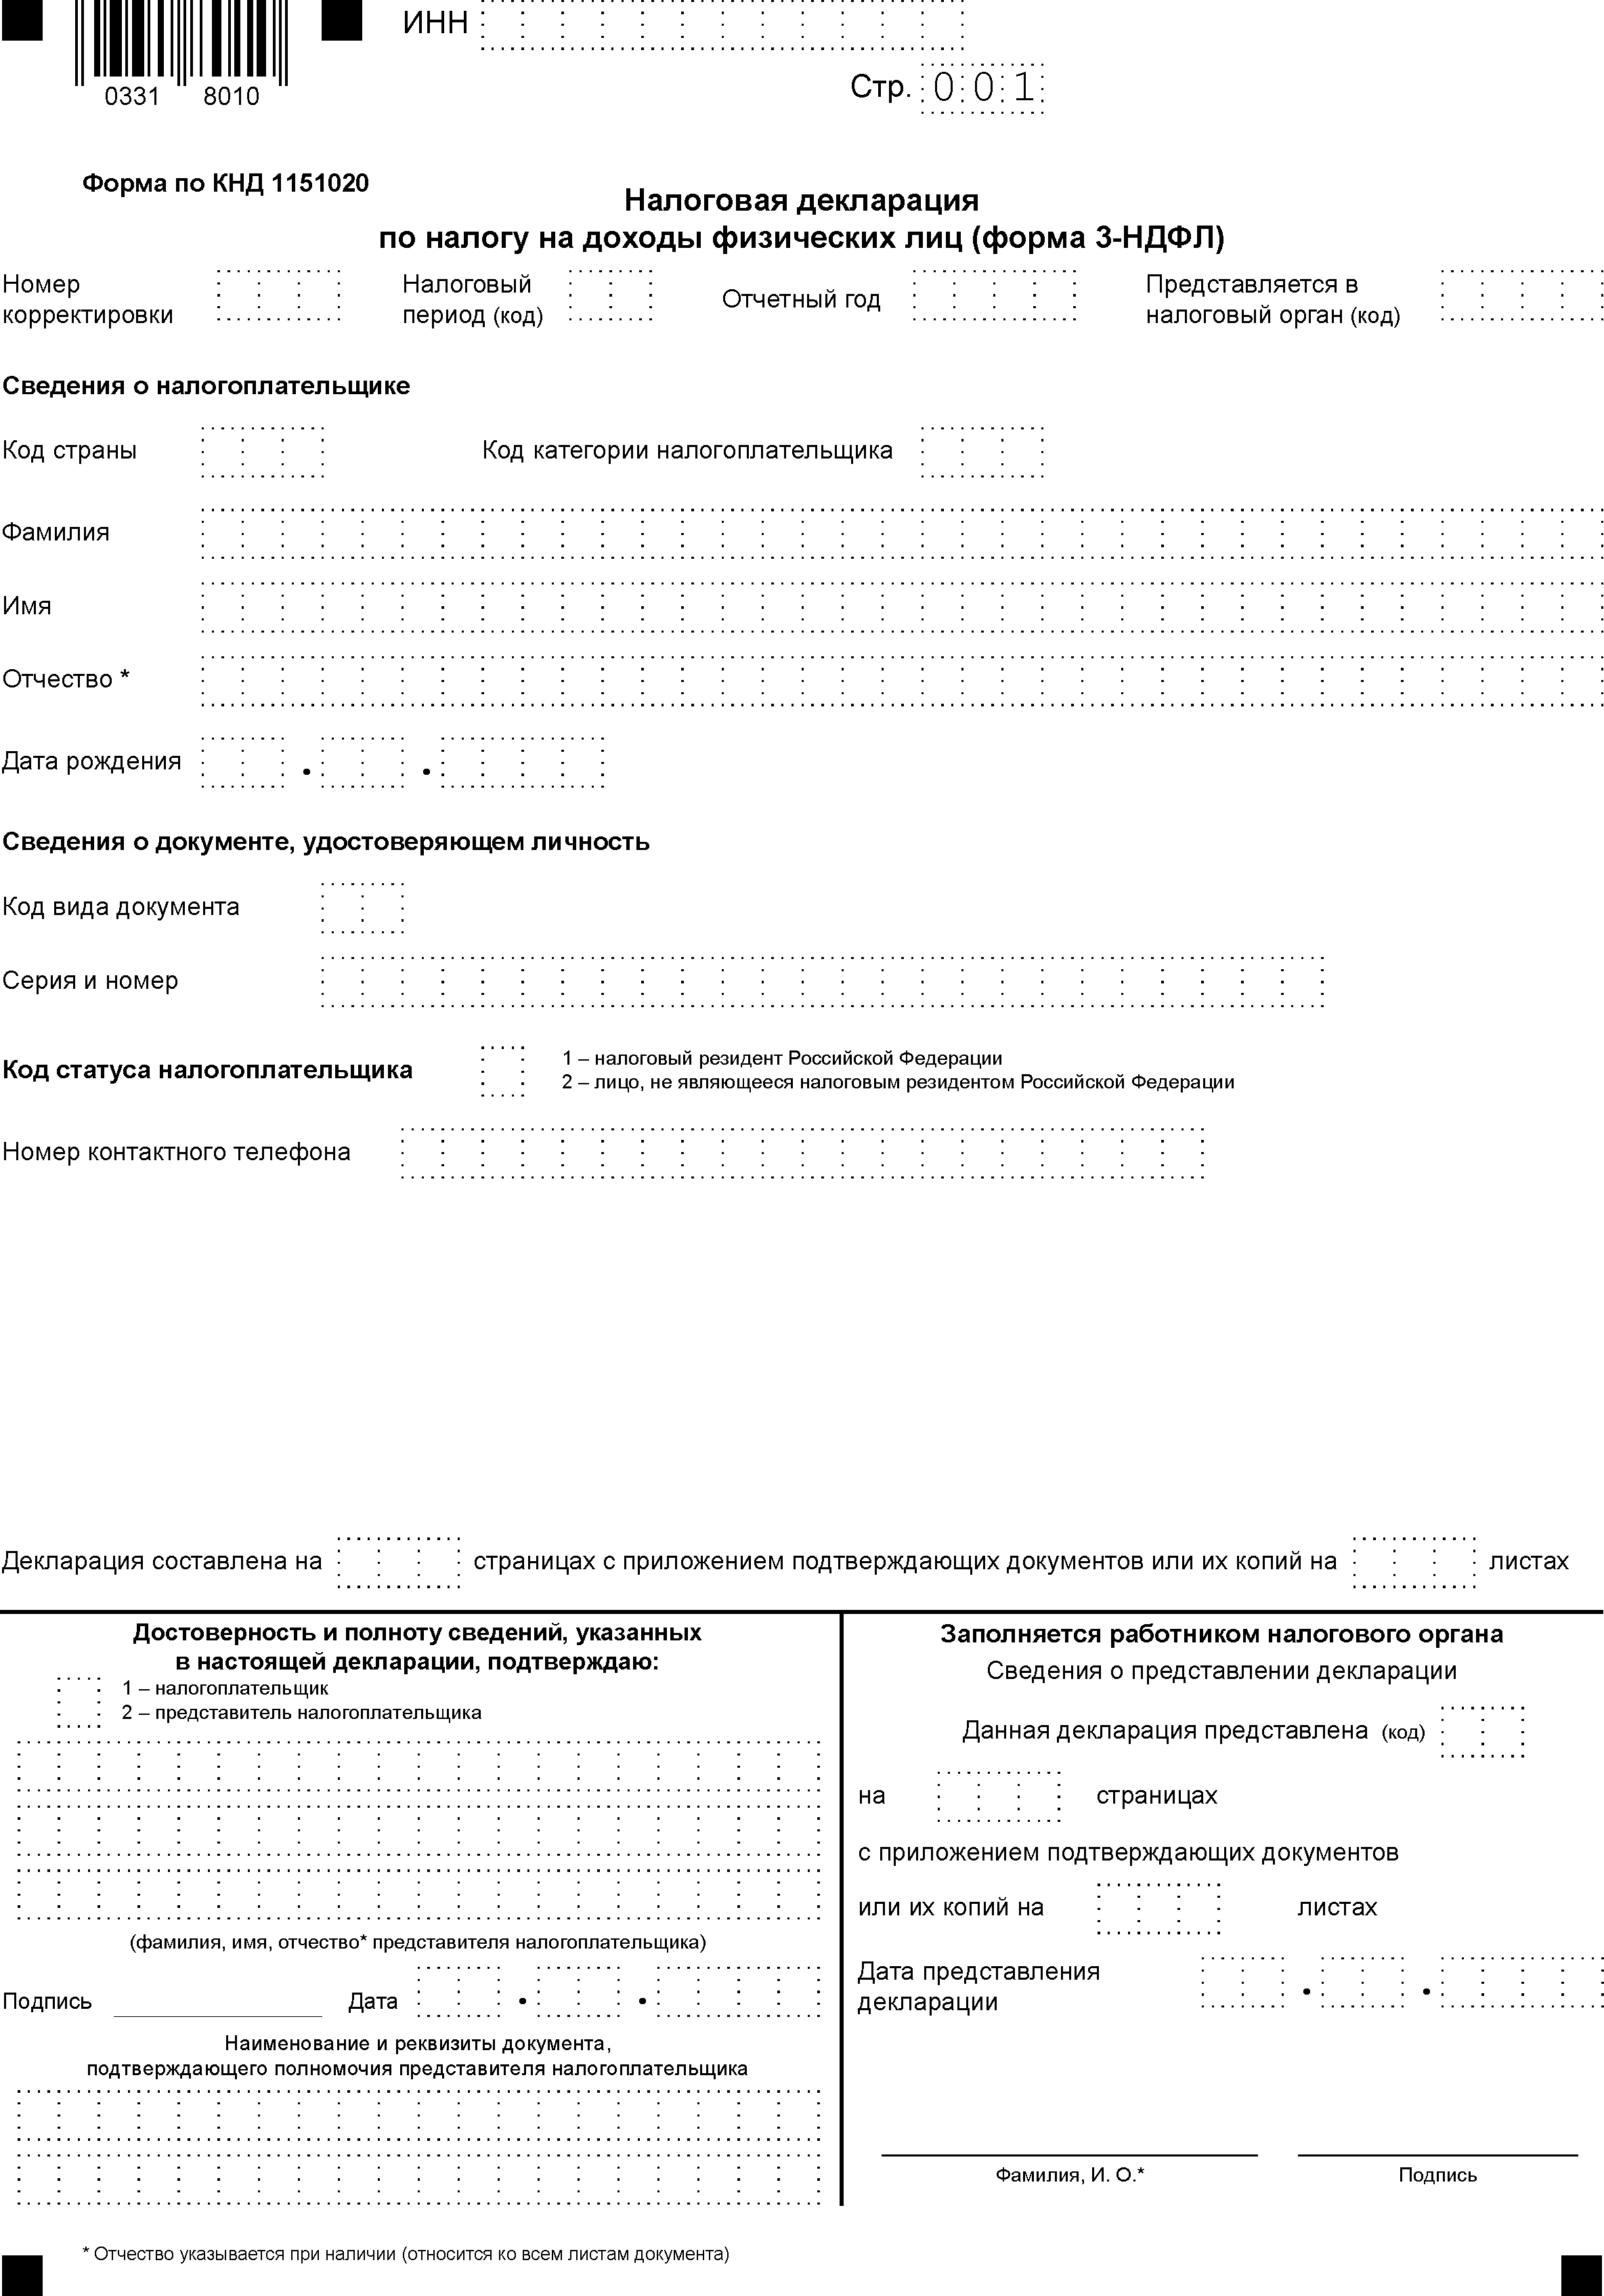 ИНН
0331 8010
Стр. 001
Форма по КНД 1151020
Налоговая декларация
по налогу на доходы физических лиц (форма 3-НДФЛ)
Номер
корректировки
Налоговый
период (код)
Отчетный год
Представляется в
налоговый орган (код)
Сведения о налогоплательщике
Код страны
Код категории налогоплательщика
Фамилия
Имя
Отчество *
Дата рождения
Сведения о документе, удостоверяющем личность
Код вида документа
Серия и номер
Код статуса налогоплательщика
1 – налоговый резидент Российской Федерации
2 – лицо, не являющееся налоговым резидентом Российской Федерации
Номер контактного телефона
Декларация составлена на страницах с приложением подтверждающих документов или их копий на листах
Достоверность и полноту сведений, указанных
в настоящей декларации, подтверждаю:
1 – налогоплательщик
2 – представитель налогоплательщика
(фамилия, имя, отчество* представителя налогоплательщика)
Подпись Дата
Наименование и реквизиты документа,
подтверждающего полномочия представителя налогоплательщика
Заполняется работником налогового органа
Сведения о представлении декларации
Данная декларация представлена (код)
на страницах
с приложением подтверждающих документов
или их копий на листах
Дата представления
декларации
Фамилия, И. О.* Подпись
* Отчество указывается при наличии (относится ко всем листам документа)